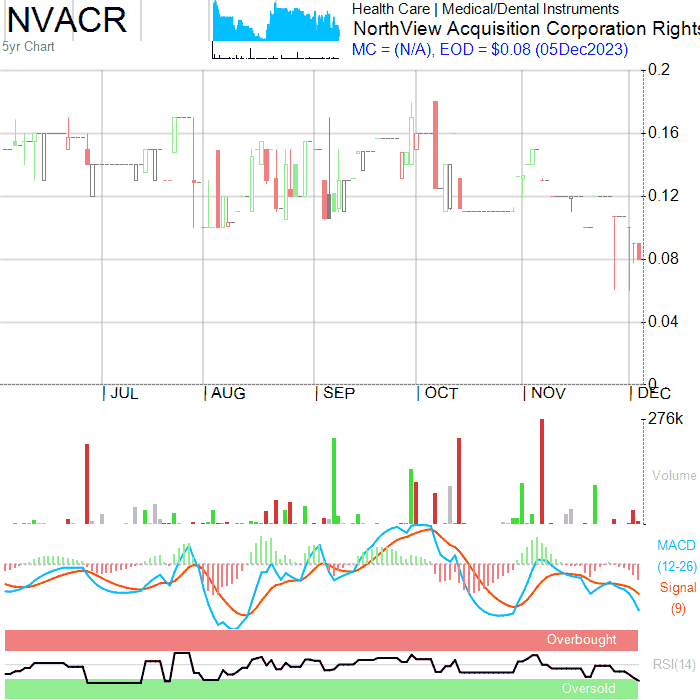 NVACR
5yr Chart
Health Care | Medical/Dental Instruments
NorthView Acquisition Corporation Rights
MC = (N/A), EOD = $0.08 (05Dec2023)
0.2
0.16
0.12
0.08
0.04
0
JUL
AUG
SEP
OCT
NOV
DEC
276k
Volume
MACD
(12-26)
Signal
(9)
Overbought
RSI(14)
Oversold